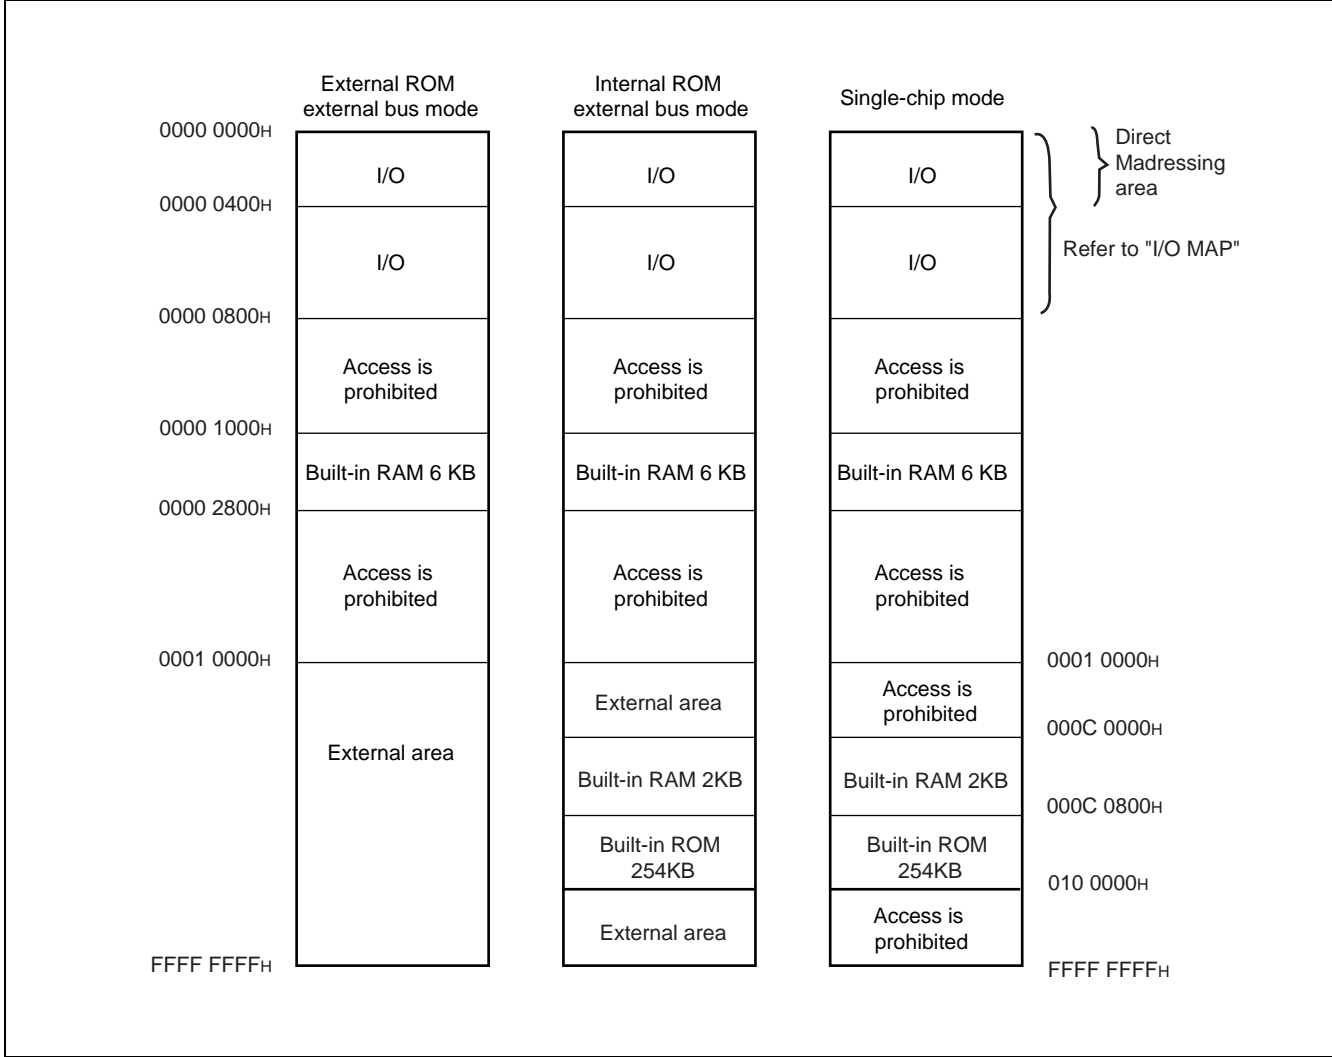 External ROM
external bus mode
Internal ROM
external bus mode
Single-chip mode
0000 0000H
I/O
I/O
I/O
Direct
Madressing
area
0000 0400H
I/O
I/O
I/O
Refer to "I/O MAP"
0000 0800H
Access is
prohibited
Access is
prohibited
Access is
prohibited
0000 1000H
Built-in RAM 6 KB
Built-in RAM 6 KB
Built-in RAM 6 KB
0000 2800H
Access is
prohibited
Access is
prohibited
Access is
prohibited
0001 0000H
0001 0000H
External area
External area
Access is
prohibited
000C 0000H
Built-in RAM 2KB
Built-in RAM 2KB
000C 0800H
Built-in ROM
254KB
Built-in ROM
254KB
010 0000H
External area
Access is
prohibited
FFFF FFFFH
FFFF FFFFH